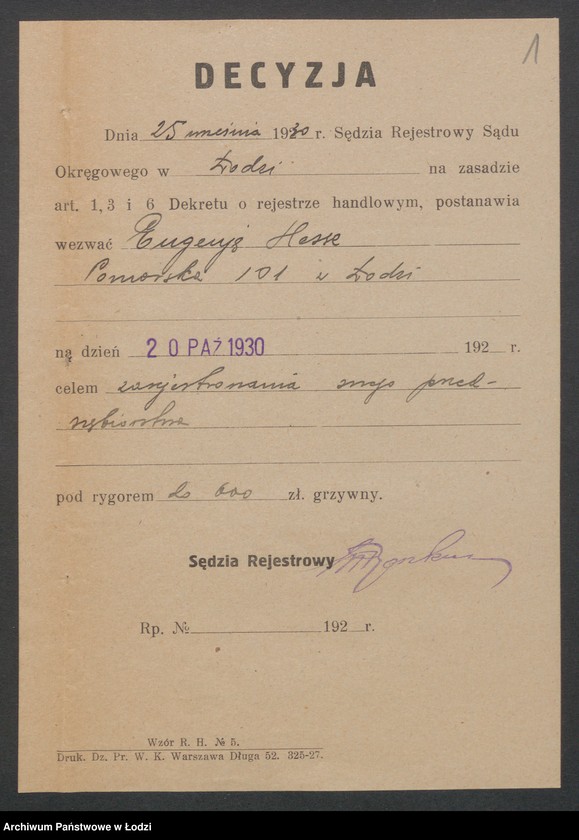 1
DECYZJA
Dnia 25 września 1930 r. Sędzia Rejestrowy Sądu
Okręgowego w Łodzi na zasadzie
art. 1, 3 i 6 Dekretu o rejestrze handlowym, postanawia
wezwać Eugenję Hesse
Pomorska 101 w Łodzi
na dzień 20 PAŹ 1930 192 r.
celem zarejestrowania swego przed-
siębiorstwa
pod rygorem do 600 zł. grzywny.
Sędzia Rejestrowy
Rp. № 192 r.
Wzór R. H. № 5.
Druk. Dz. Pr. W. K. Warszawa Długa 52. 325-27.
Archiwum Państwowe w Łodzi